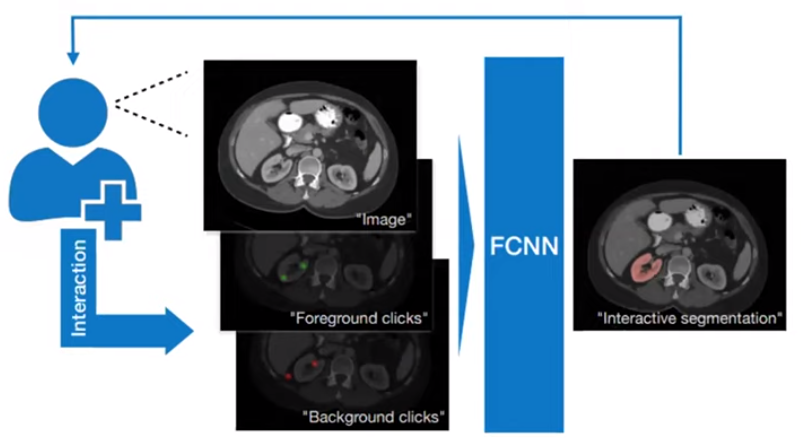 "Image"
Interaction
"Foreground clicks"
"Background clicks"
FCNN
"Interactive segmentation"